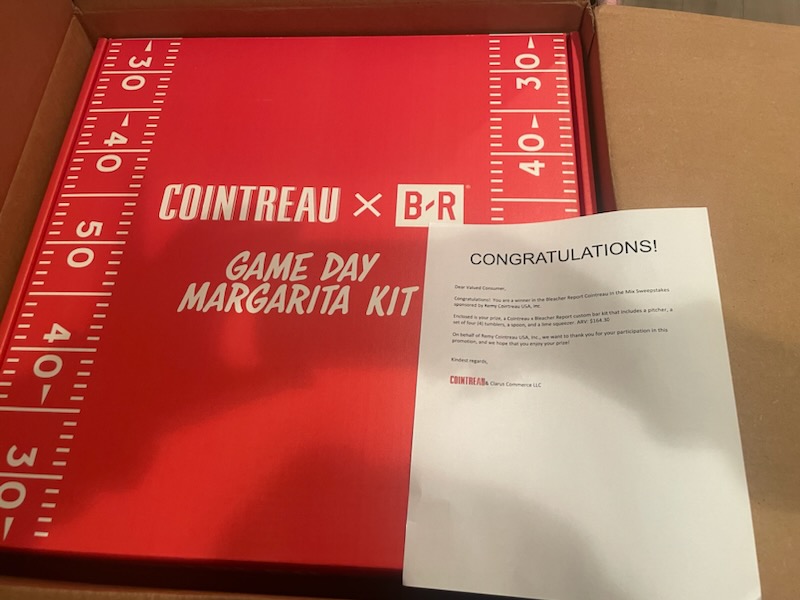 30
40
50
40
30
30
40
COINTREAU X B-R
GAME DAY
MARGARITA KIT
CONGRATULATIONS!
Dear Valued Consumer,
Congratulations! You are a winner in the Bleacher Report Cointreau in the Mix Sweepstakes
sponsored by Remy Cointreau USA, Inc.
Enclosed is your prize, a Cointreau x Bleacher Report custom bar kit that includes a pitcher, a
set of four (4) tumblers, a spoon, and a lime squeezer. ARV: $164.30
On behalf of Remy Cointreau USA, Inc., we want to thank you for your participation in this
promotion, and we hope that you enjoy your prize!
Kindest regards,
COINTREAU & Clarus Commerce LLC